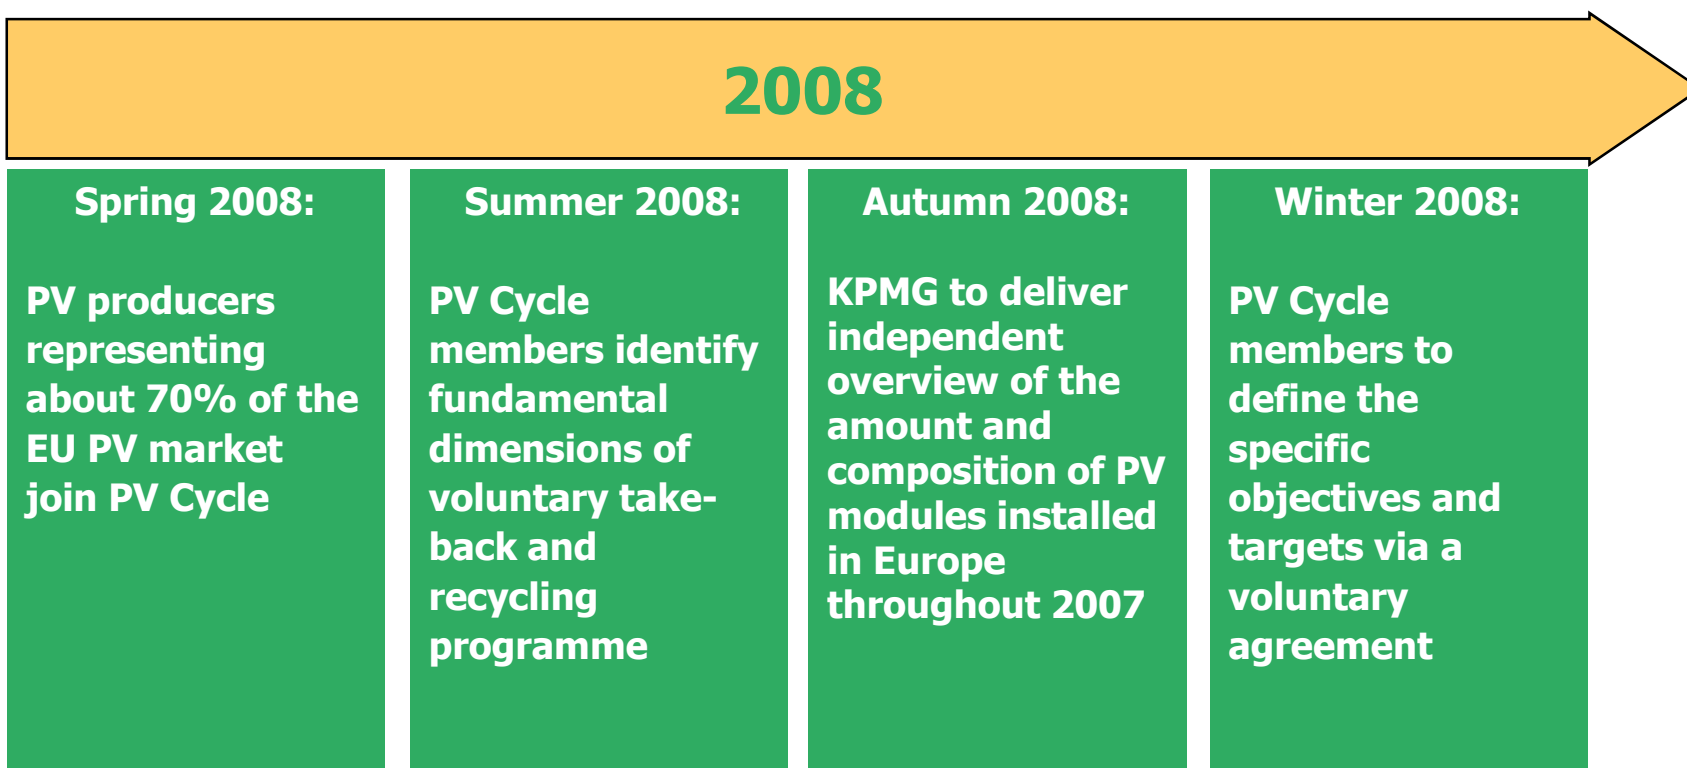 2008
Spring 2008:
PV producers
representing
about 70% of the
EU PV market
join PV Cycle
Summer 2008:
PV Cycle
members identify
fundamental
dimensions of
voluntary take-
back and
recycling
programme
Autumn 2008:
KPMG to deliver
independent
overview of the
amount and
composition of PV
modules installed
in Europe
throughout 2007
Winter 2008:
PV Cycle
members to
define the
specific
objectives and
targets via a
voluntary
agreement